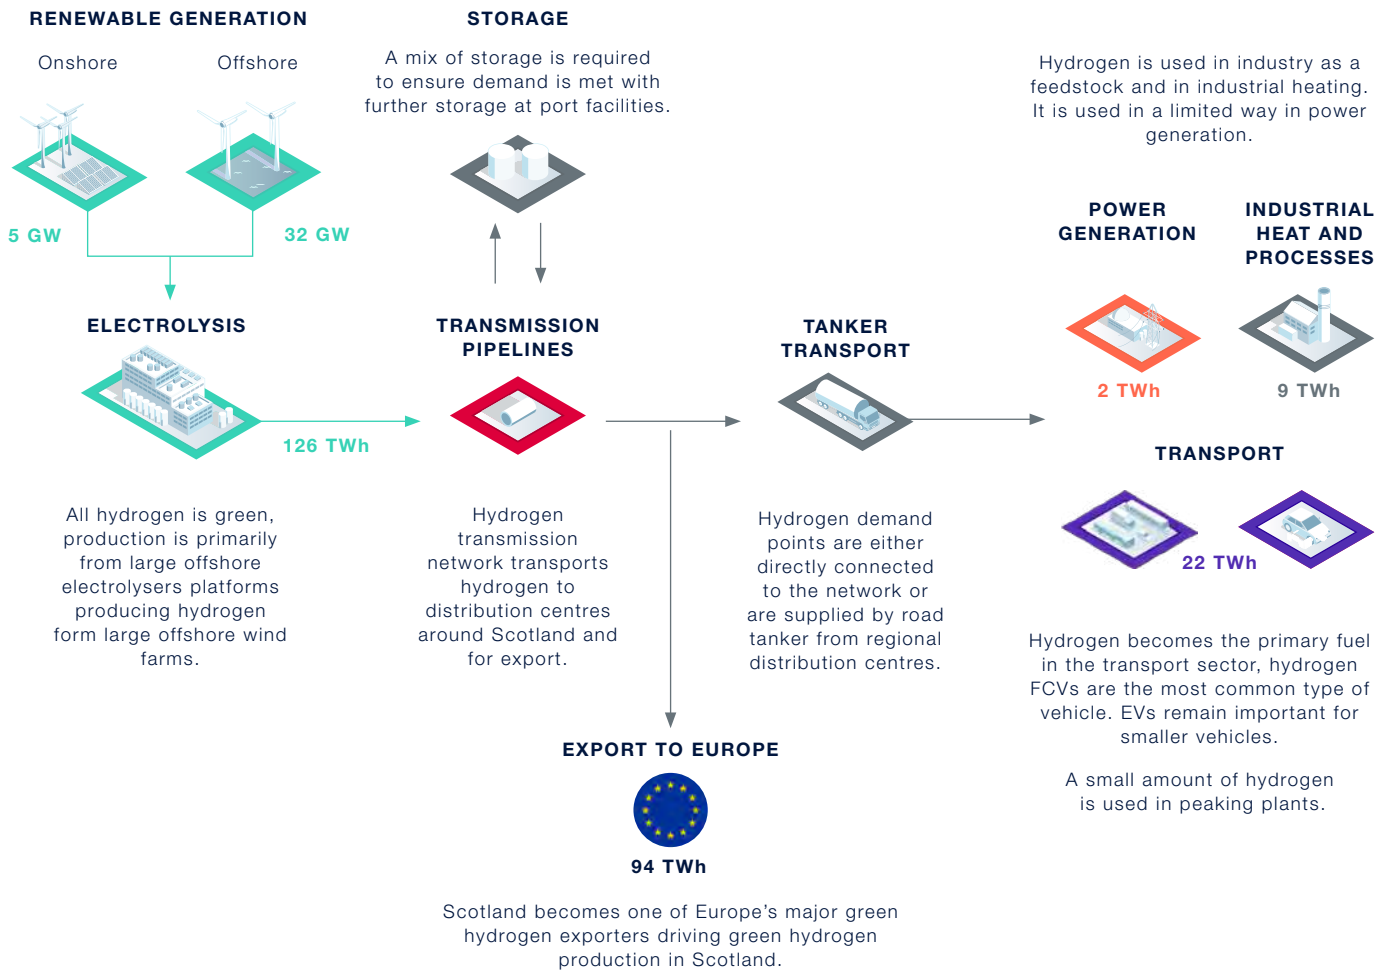 RENEWABLE GENERATION
Onshore
Offshore
5 GW
32 GW
STORAGE
A mix of storage is required
to ensure demand is met with
further storage at port facilities.
ELECTROLYSIS
126 TWh
All hydrogen is green,
production is primarily
from large offshore
electrolysers platforms
producing hydrogen
form large offshore wind
farms.
TRANSMISSION
PIPELINES
Hydrogen
transmission
network transports
hydrogen to
distribution centres
around Scotland and
for export.
TANKER
TRANSPORT
Hydrogen demand
points are either
directly connected
to the network or
are supplied by road
tanker from regional
distribution centres.
EXPORT TO EUROPE
94 TWh
Scotland becomes one of Europe’s major green
hydrogen exporters driving green hydrogen
production in Scotland.
Hydrogen is used in industry as a
feedstock and in industrial heating.
It is used in a limited way in power
generation.
POWER
GENERATION
2 TWh
INDUSTRIAL
HEAT AND
PROCESSES
9 TWh
TRANSPORT
22 TWh
Hydrogen becomes the primary fuel
in the transport sector, hydrogen
FCVs are the most common type of
vehicle. EVs remain important for
smaller vehicles.
A small amount of hydrogen
is used in peaking plants.